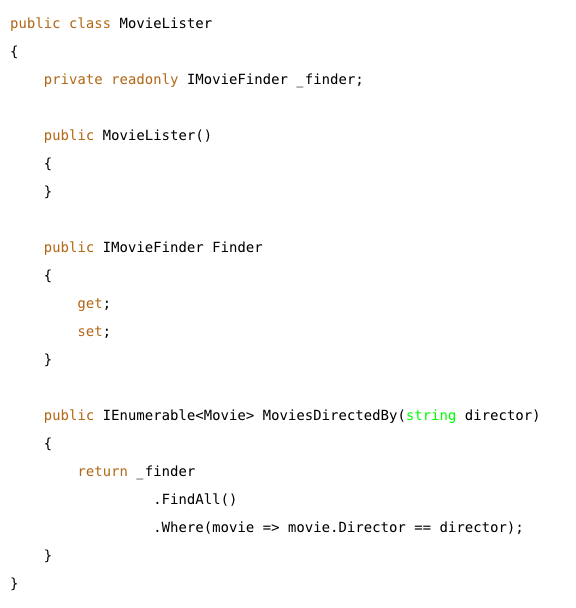 public class MovieLister
{
    private readonly IMovieFinder _finder;

    public MovieLister()
    {
    }

    public IMovieFinder Finder
    {
        get;
        set;
    }

    public IEnumerable<Movie> MoviesDirectedBy(string director)
    {
        return _finder
                 .FindAll()
                 .Where(movie => movie.Director == director);
    }
}